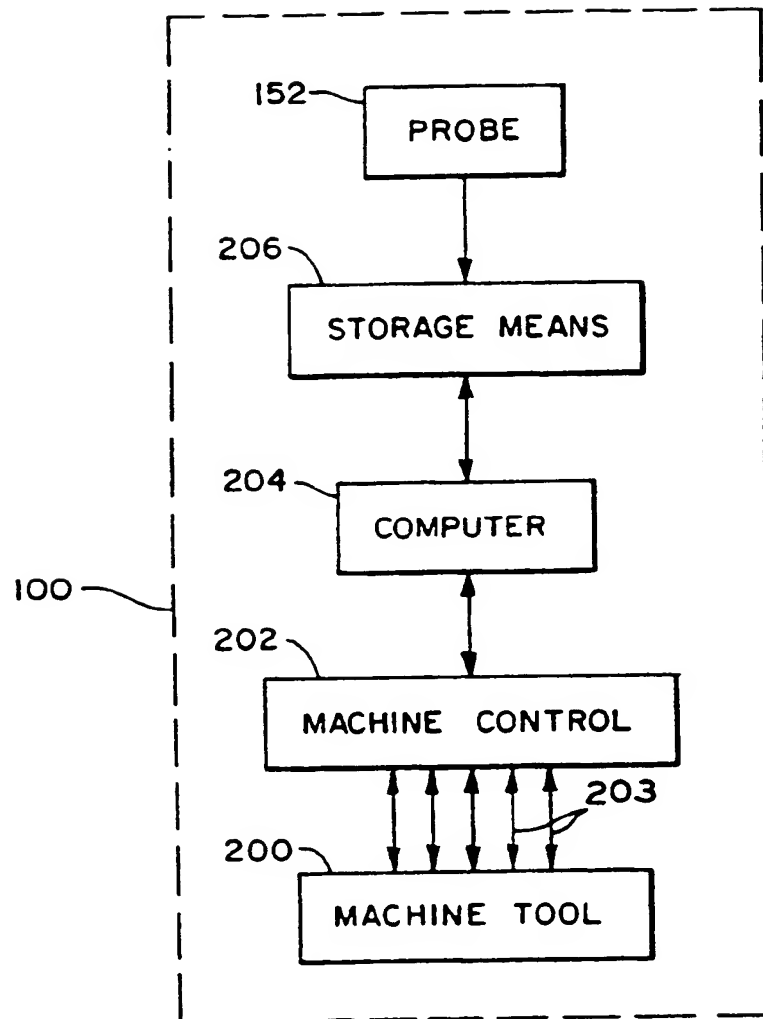 152
PROBE
206
STORAGE MEANS
204
COMPUTER
100
202
MACHINE CONTROL
203
200
MACHINE TOOL